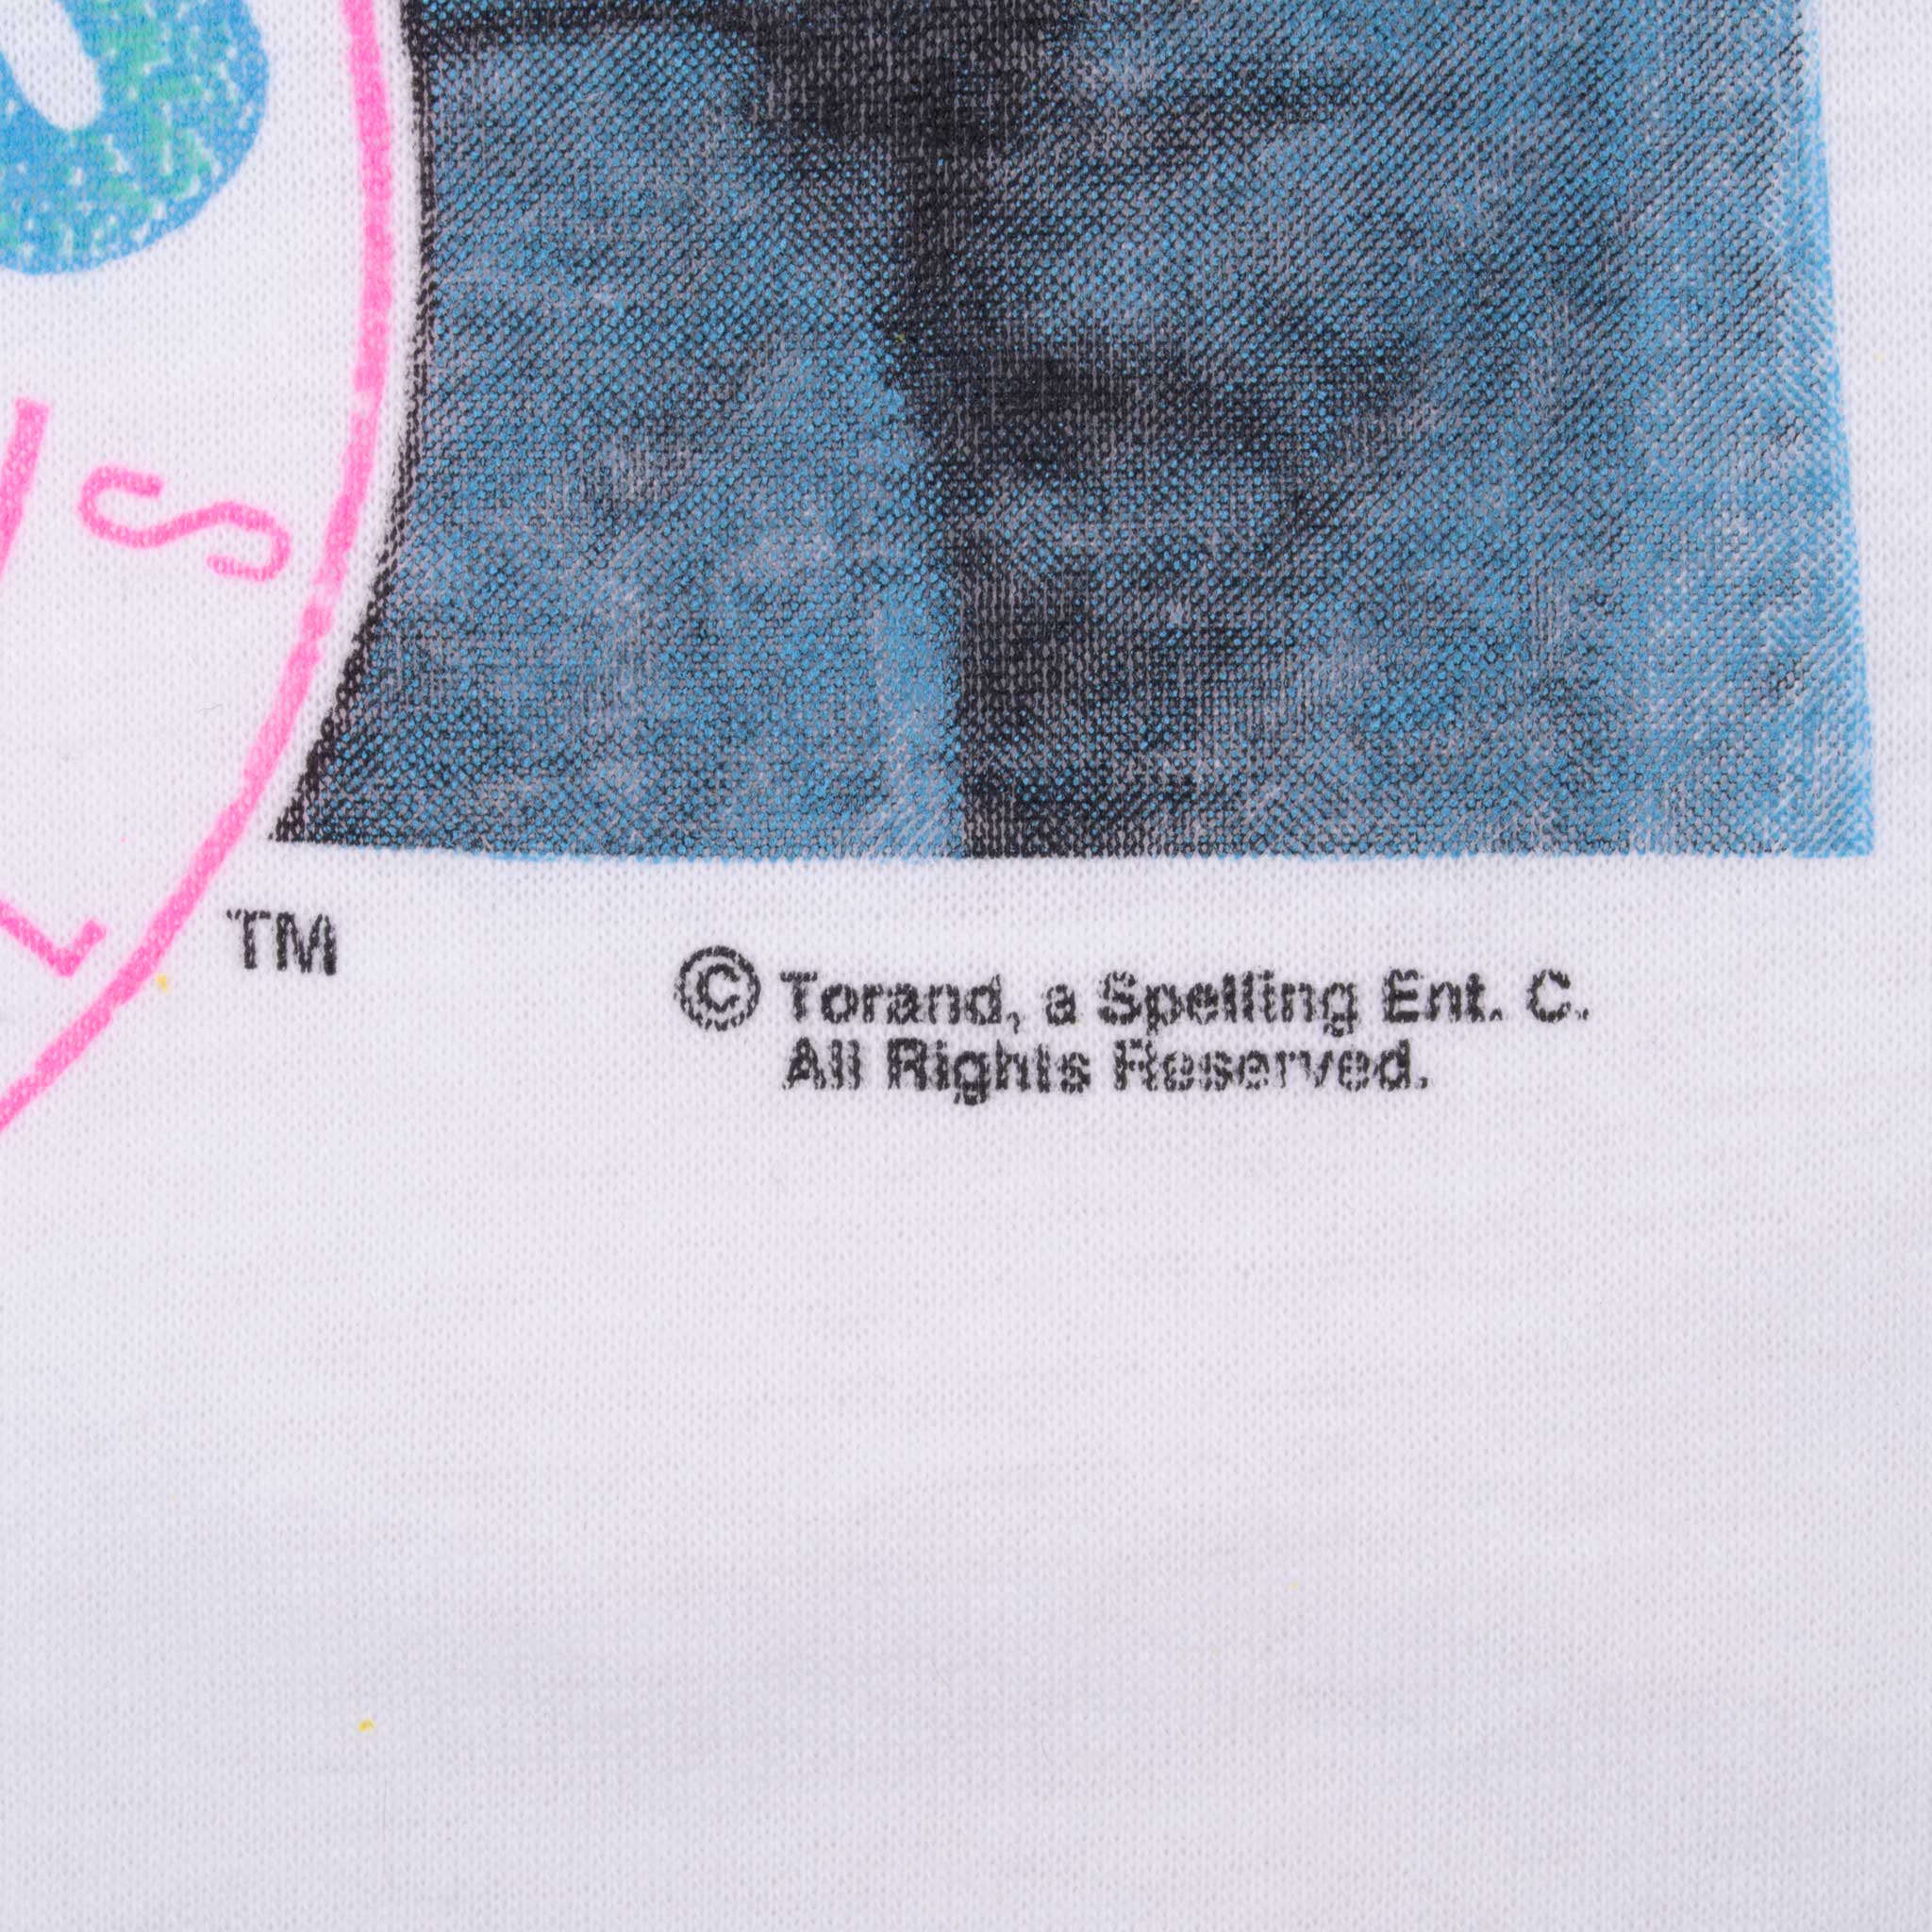 S
L
TM
© Torand, a Spelling Ent. C.
All Rights Reserved.